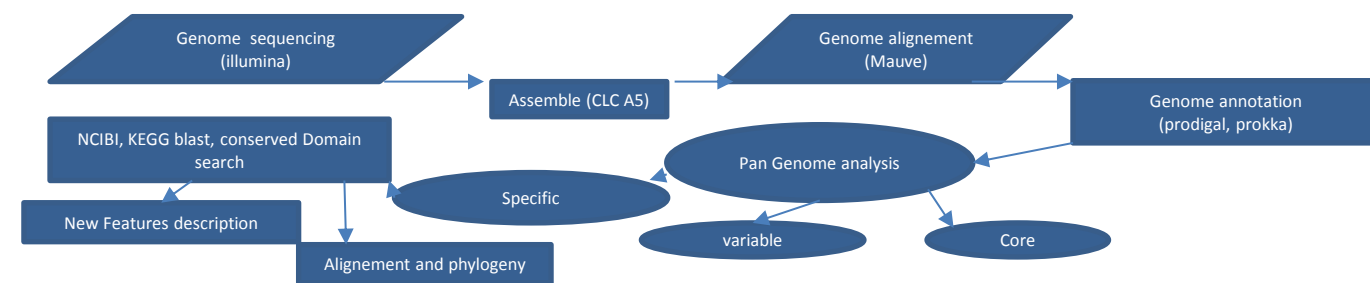 Genome sequencing
(illumina)
Genome alignement
(Mauve)
Assemble (CLC A5)
Genome annotation
(prodigal, prokka)
NCIBI, KEGG blast, conserved Domain
search
Pan Genome analysis
Specific
New Features description
variable
Core
Alignement and phylogeny